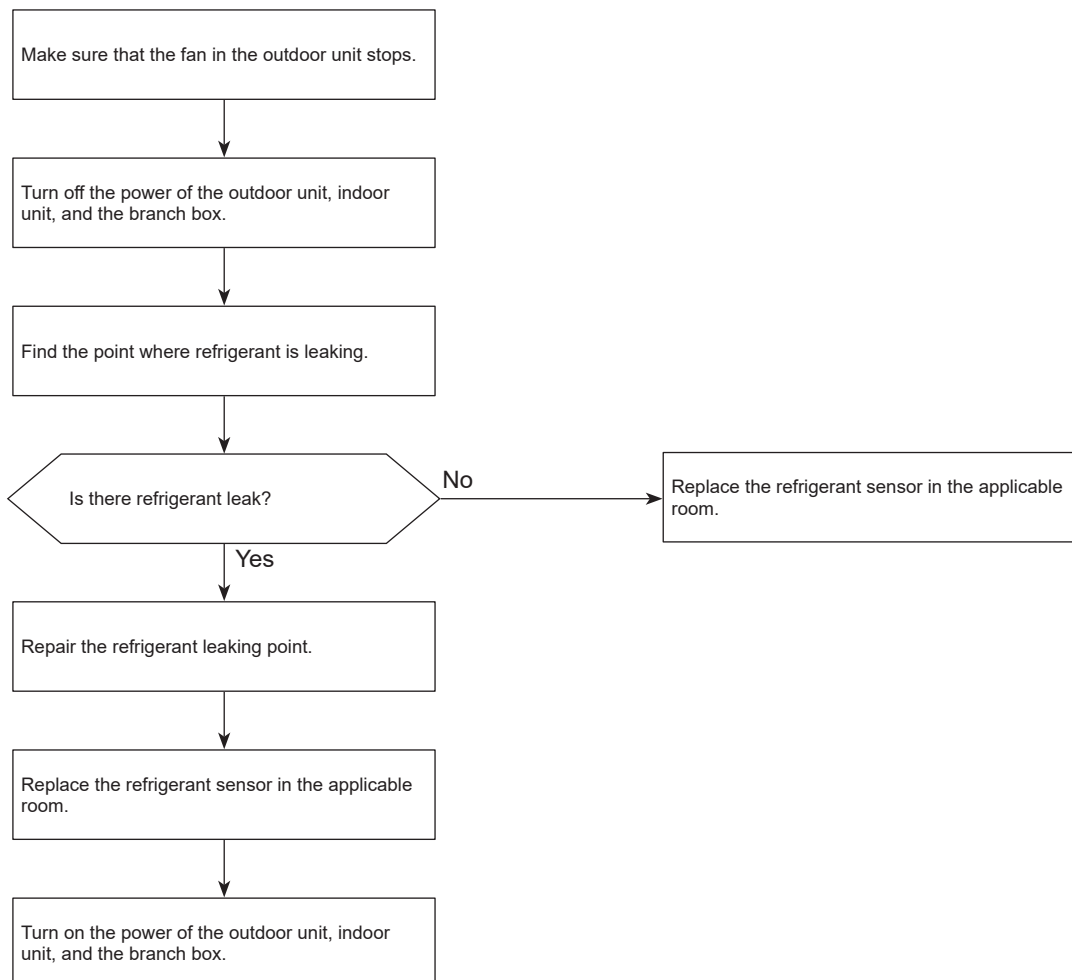 Make sure that the fan in the outdoor unit stops.
Turn off the power of the outdoor unit, indoor
unit, and the branch box.
Find the point where refrigerant is leaking.
Is there refrigerant leak?
No
Replace the refrigerant sensor in the applicable
room.
Yes
Repair the refrigerant leaking point.
Replace the refrigerant sensor in the applicable
room.
Turn on the power of the outdoor unit, indoor
unit, and the branch box.